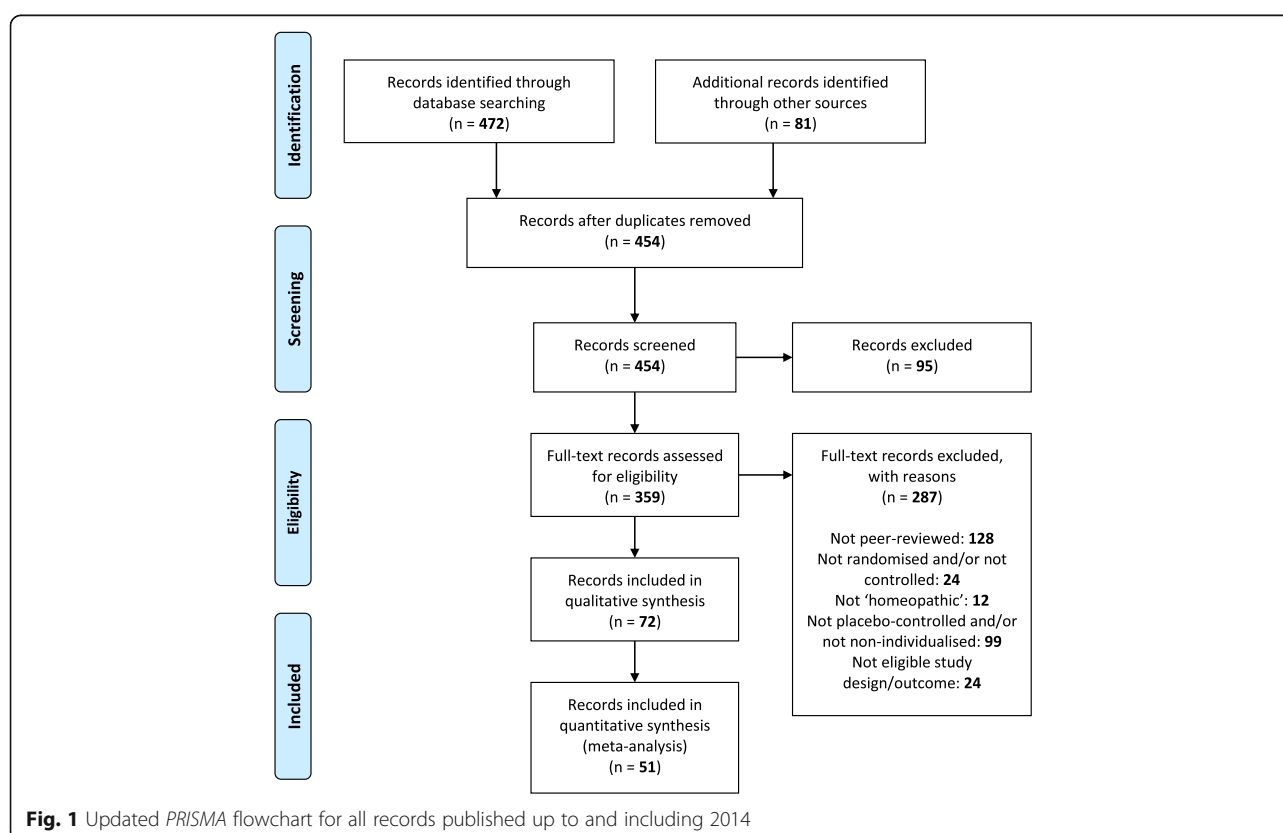 Identification
Records identified through
database searching
(n = 472)
Additional records identified
through other sources
(n = 81)
Records after duplicates removed
(n = 454)
Screening
Records screened
(n = 454)
Records excluded
(n = 95)
Eligibility
Full-text records assessed
for eligibility
(n = 359)
Full-text records excluded,
with reasons
(n = 287)
Not peer-reviewed: 128
Not randomised and/or not
controlled: 24
Not ‘homeopathic’: 12
Not placebo-controlled and/or
not non-individualised: 99
Not eligible study
design/outcome: 24
Records included in
qualitative synthesis
(n = 72)
Included
Records included in
quantitative synthesis
(meta-analysis)
(n = 51)
Fig. 1 Updated PRISMA flowchart for all records published up to and including 2014